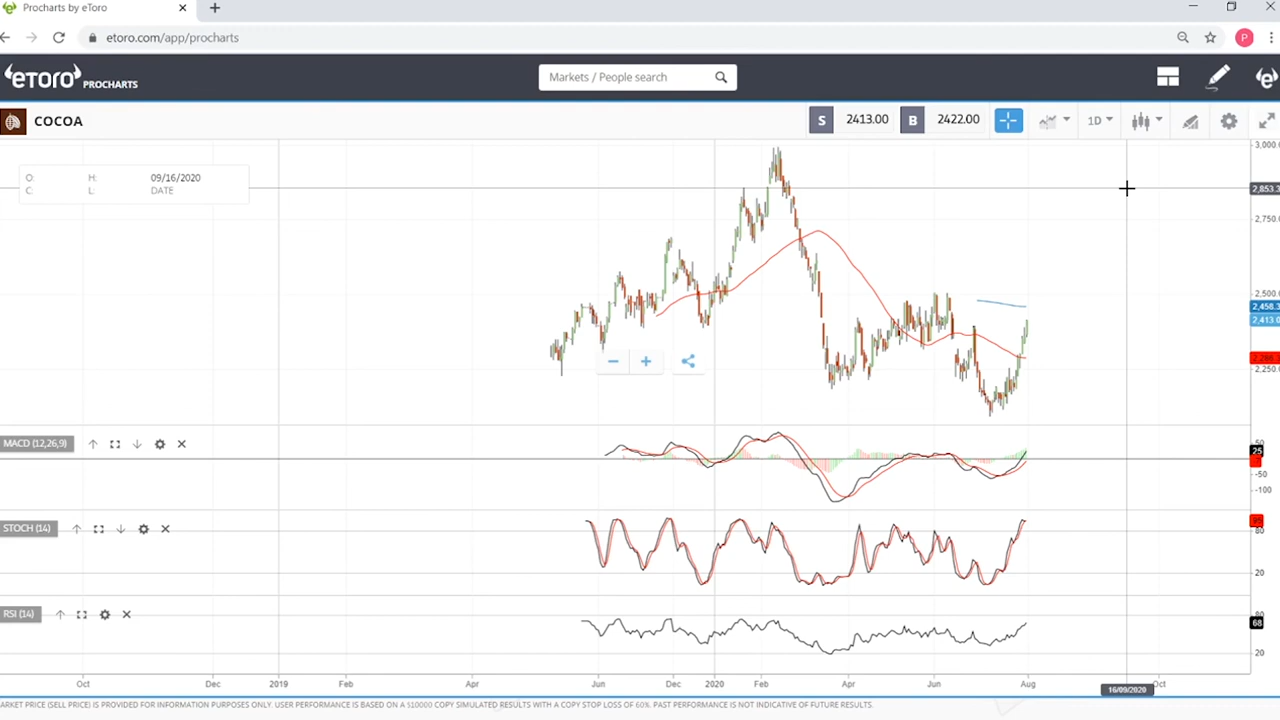 Procharts by eToro
etoro.com/app/procharts
P
eToro PROCHARTS
Markets / People search
COCOA
S 2413.00 B 2422.00
1D
O: H: 09/16/2020
C: L: DATE
3,000.
2,853.3
2,750.
2,500.
2,458.
2,413.0
2,250.
MACD (12,26,9)
50
25
-50
-100
STOCH (14)
95
80
20
RSI (14)
80
68
20
Oct Dec 2019 Feb Apr Jun Dec 2020 Feb Apr Jun Aug 16/09/2020 Oct
ARKET PRICE (SELL PRICE) IS PROVIDED FOR INFORMATION PURPOSES ONLY. USER PERFORMANCE IS BASED ON A $10000 COPY SIMULATED RESULTS WITH A COPY STOP LOSS OF 60%. PAST PERFORMANCE IS NOT INDICATIVE OF FUTURE RESULTS.